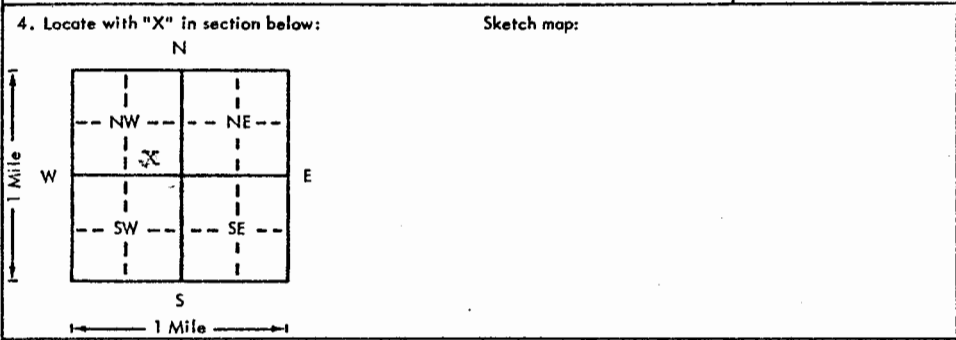 4. Locate with "X" in section below: Sketch map:
N
NW NE
X
W E
1 Mile
SW SE
S
1 Mile